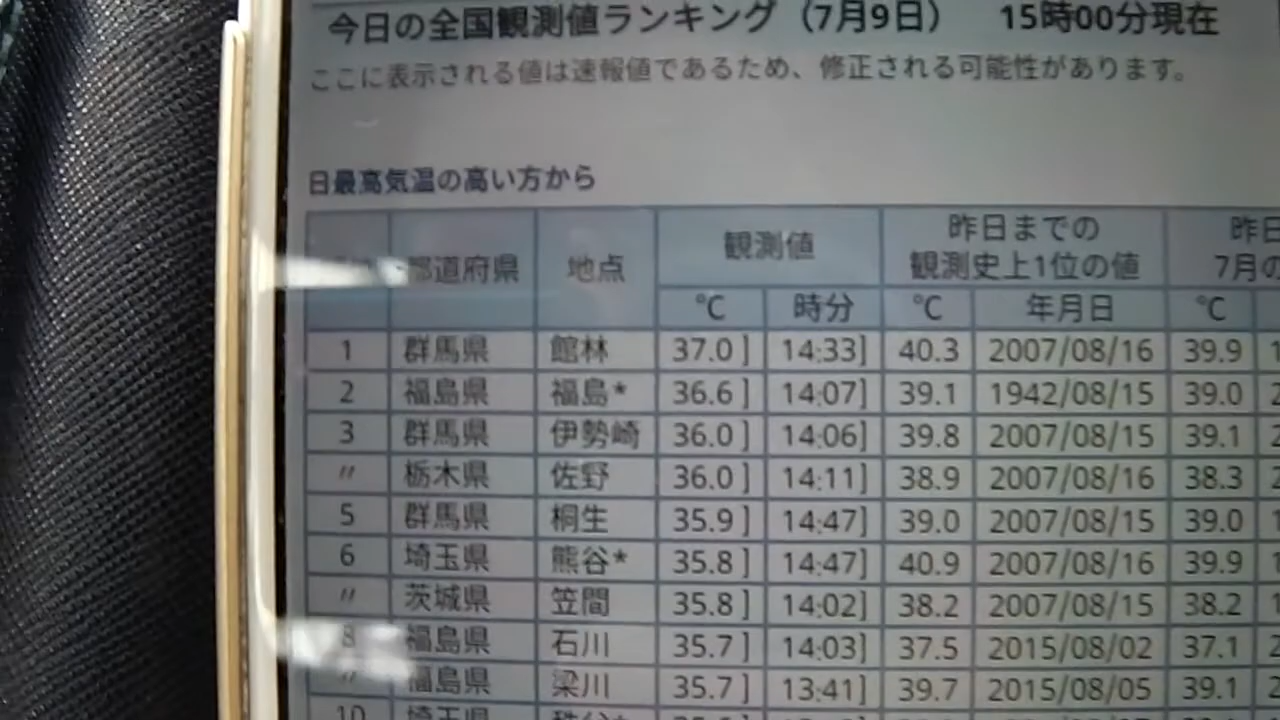 今日の全国観測値ランキング（7月9日） 15時00分現在
ここに表示される値は速報値であるため、修正される可能性があります。
日最高気温の高い方から
都道府県 地点 観測値 昨日までの観測史上1位の値 昨日 7月の
℃ 時分 ℃ 年月日 ℃
1 群馬県 館林 37.0 ] 14:33] 40.3 2007/08/16 39.9
2 福島県 福島* 36.6 ] 14:07] 39.1 1942/08/15 39.0
3 群馬県 伊勢崎 36.0 ] 14:06] 39.8 2007/08/15 39.1
〃 栃木県 佐野 36.0 ] 14:11] 38.9 2007/08/16 38.3
5 群馬県 桐生 35.9 ] 14:47] 39.0 2007/08/15 39.0
6 埼玉県 熊谷* 35.8 ] 14:47] 40.9 2007/08/16 39.9
〃 茨城県 笠間 35.8 ] 14:02] 38.2 2007/08/15 38.2
8 福島県 石川 35.7 ] 14:03] 37.5 2015/08/02 37.1
〃 福島県 梁川 35.7 ] 13:41] 39.7 2015/08/05 39.1
10 埼玉県